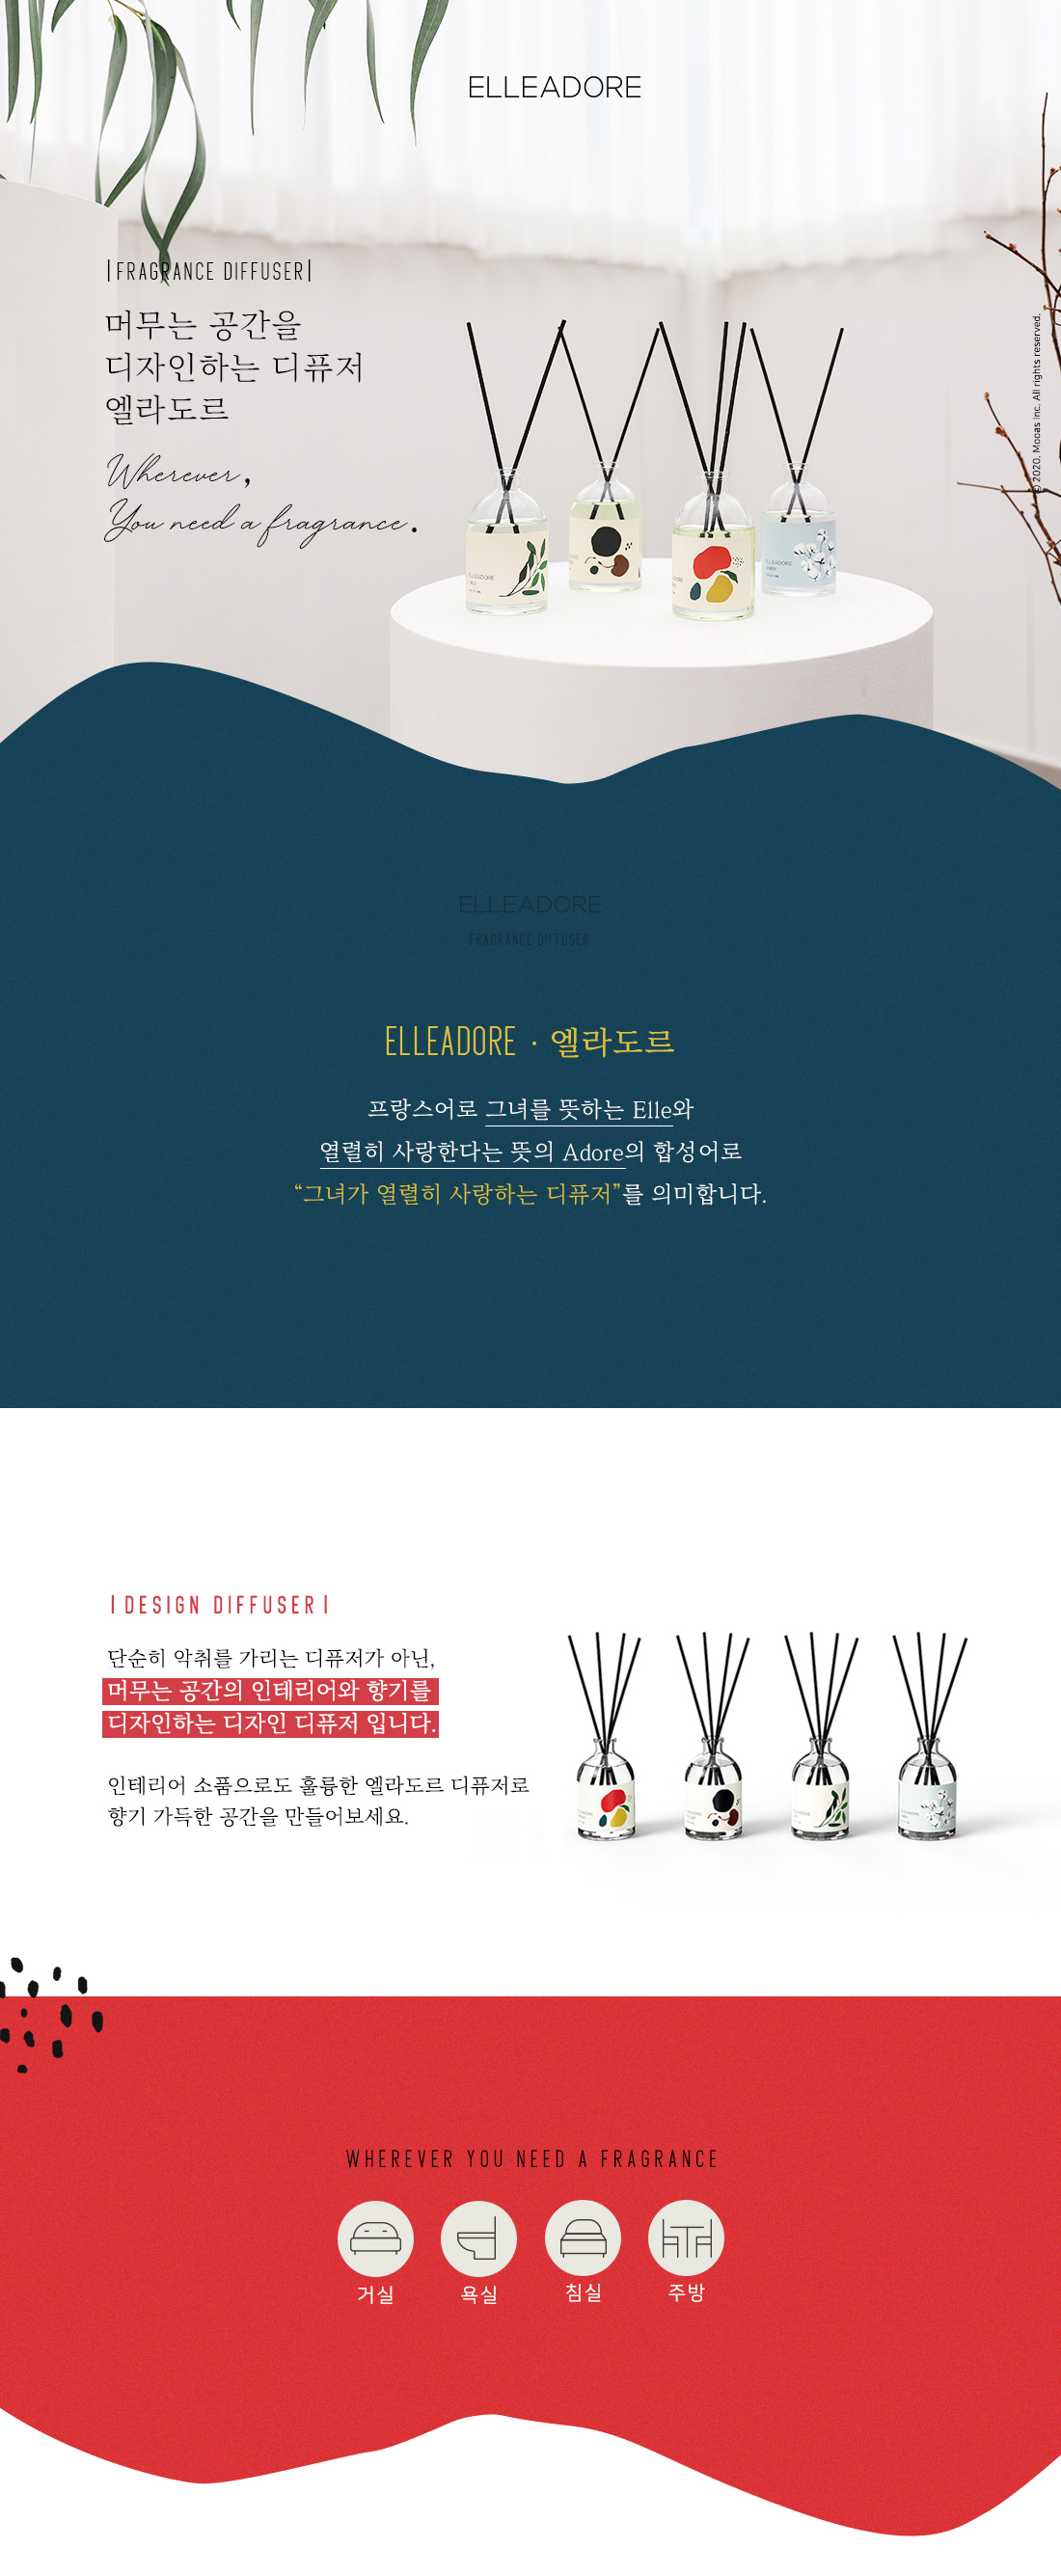 ELLEADORE
|FRAGRANCE DIFFUSER|
머무는 공간을
디자인하는 디퓨저
엘라도르
Wherever,
You need a fragrance.
© 2020. Mooas Inc. All rights reserved.
ELLEADORE
ELLEADORE
ELLEADORE
FRAGRANCE DIFFUSER
ELLEADORE · 엘라도르
프랑스어로 그녀를 뜻하는 Elle와
열렬히 사랑한다는 뜻의 Adore의 합성어로
“그녀가 열렬히 사랑하는 디퓨저”를 의미합니다.
|DESIGN DIFFUSER|
단순히 악취를 가리는 디퓨저가 아닌,
머무는 공간의 인테리어와 향기를
디자인하는 디자인 디퓨저 입니다.
인테리어 소품으로도 훌륭한 엘라도르 디퓨저로
향기 가득한 공간을 만들어보세요.
WHEREVER YOU NEED A FRAGRANCE
거실 욕실 침실 주방